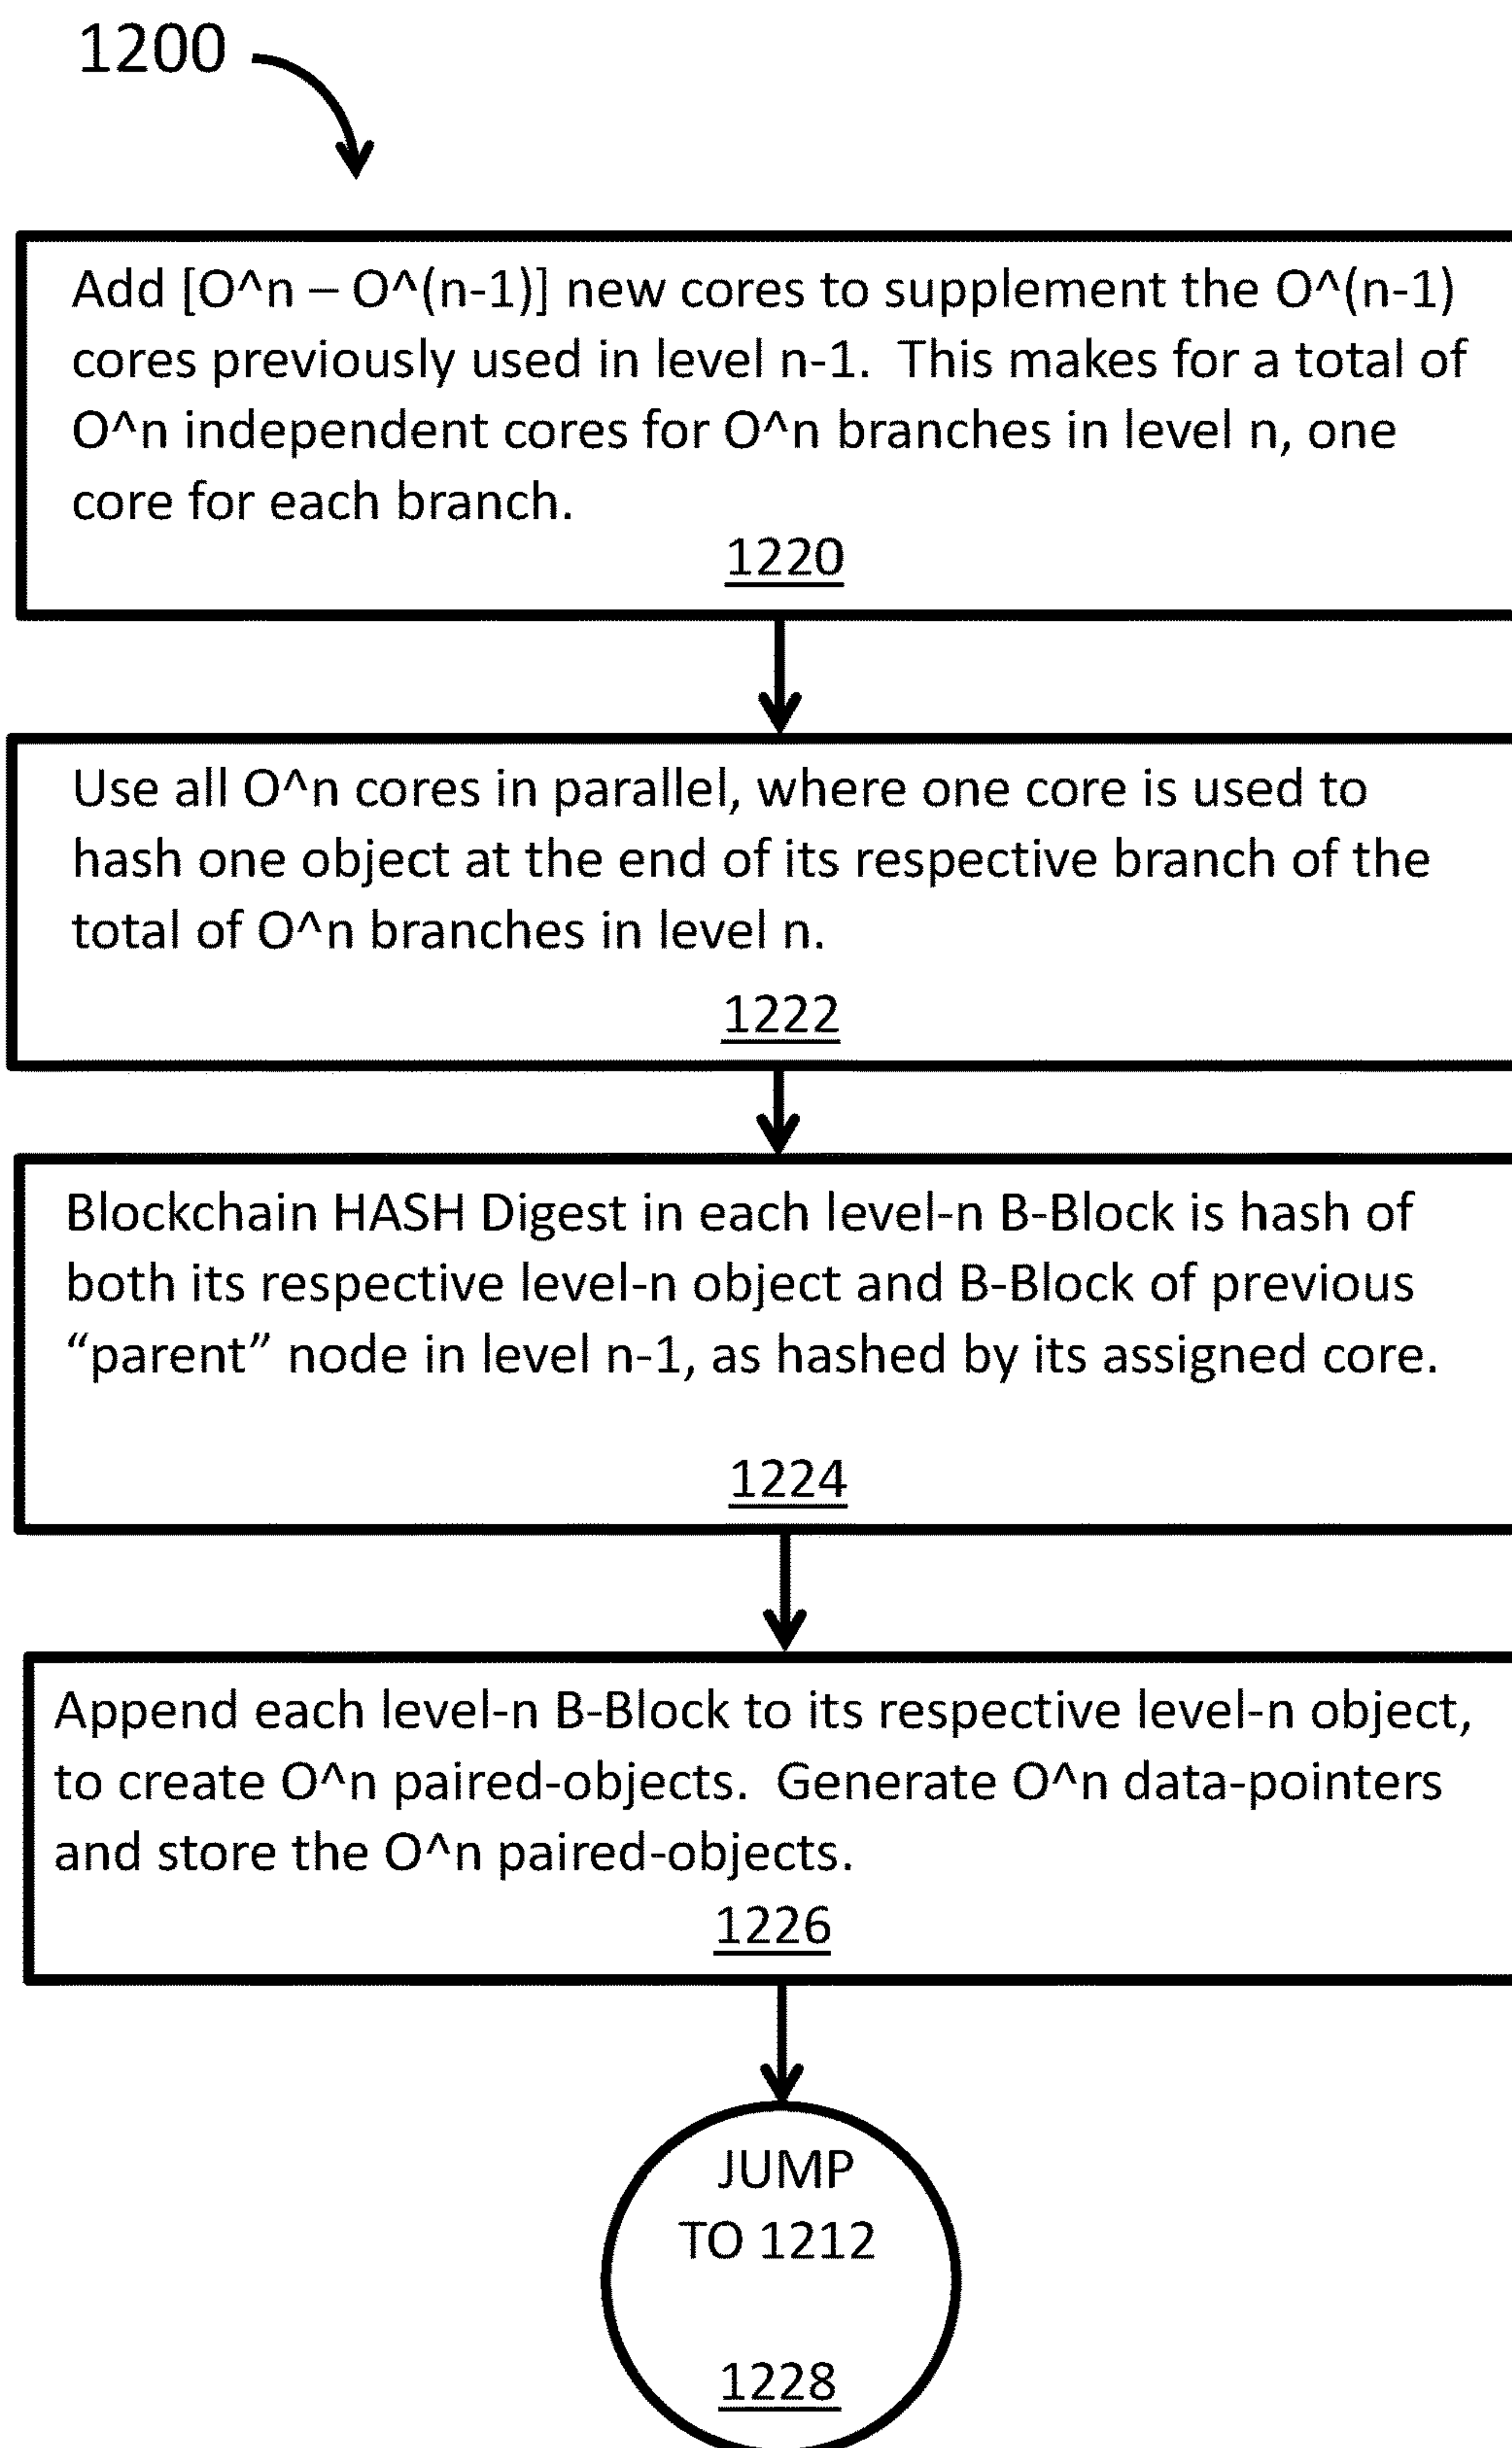 1200
Add [O^n – O^(n-1)] new cores to supplement the O^(n-1)
cores previously used in level n-1.  This makes for a total of
O^n independent cores for O^n branches in level n, one
core for each branch.
1220
Use all O^n cores in parallel, where one core is used to
hash one object at the end of its respective branch of the
total of O^n branches in level n.
1222
Blockchain HASH Digest in each level-n B-Block is hash of
both its respective level-n object and B-Block of previous
“parent” node in level n-1, as hashed by its assigned core.
1224
Append each level-n B-Block to its respective level-n object,
to create O^n paired-objects.  Generate O^n data-pointers
and store the O^n paired-objects.
1226
JUMP
TO 1212
1228